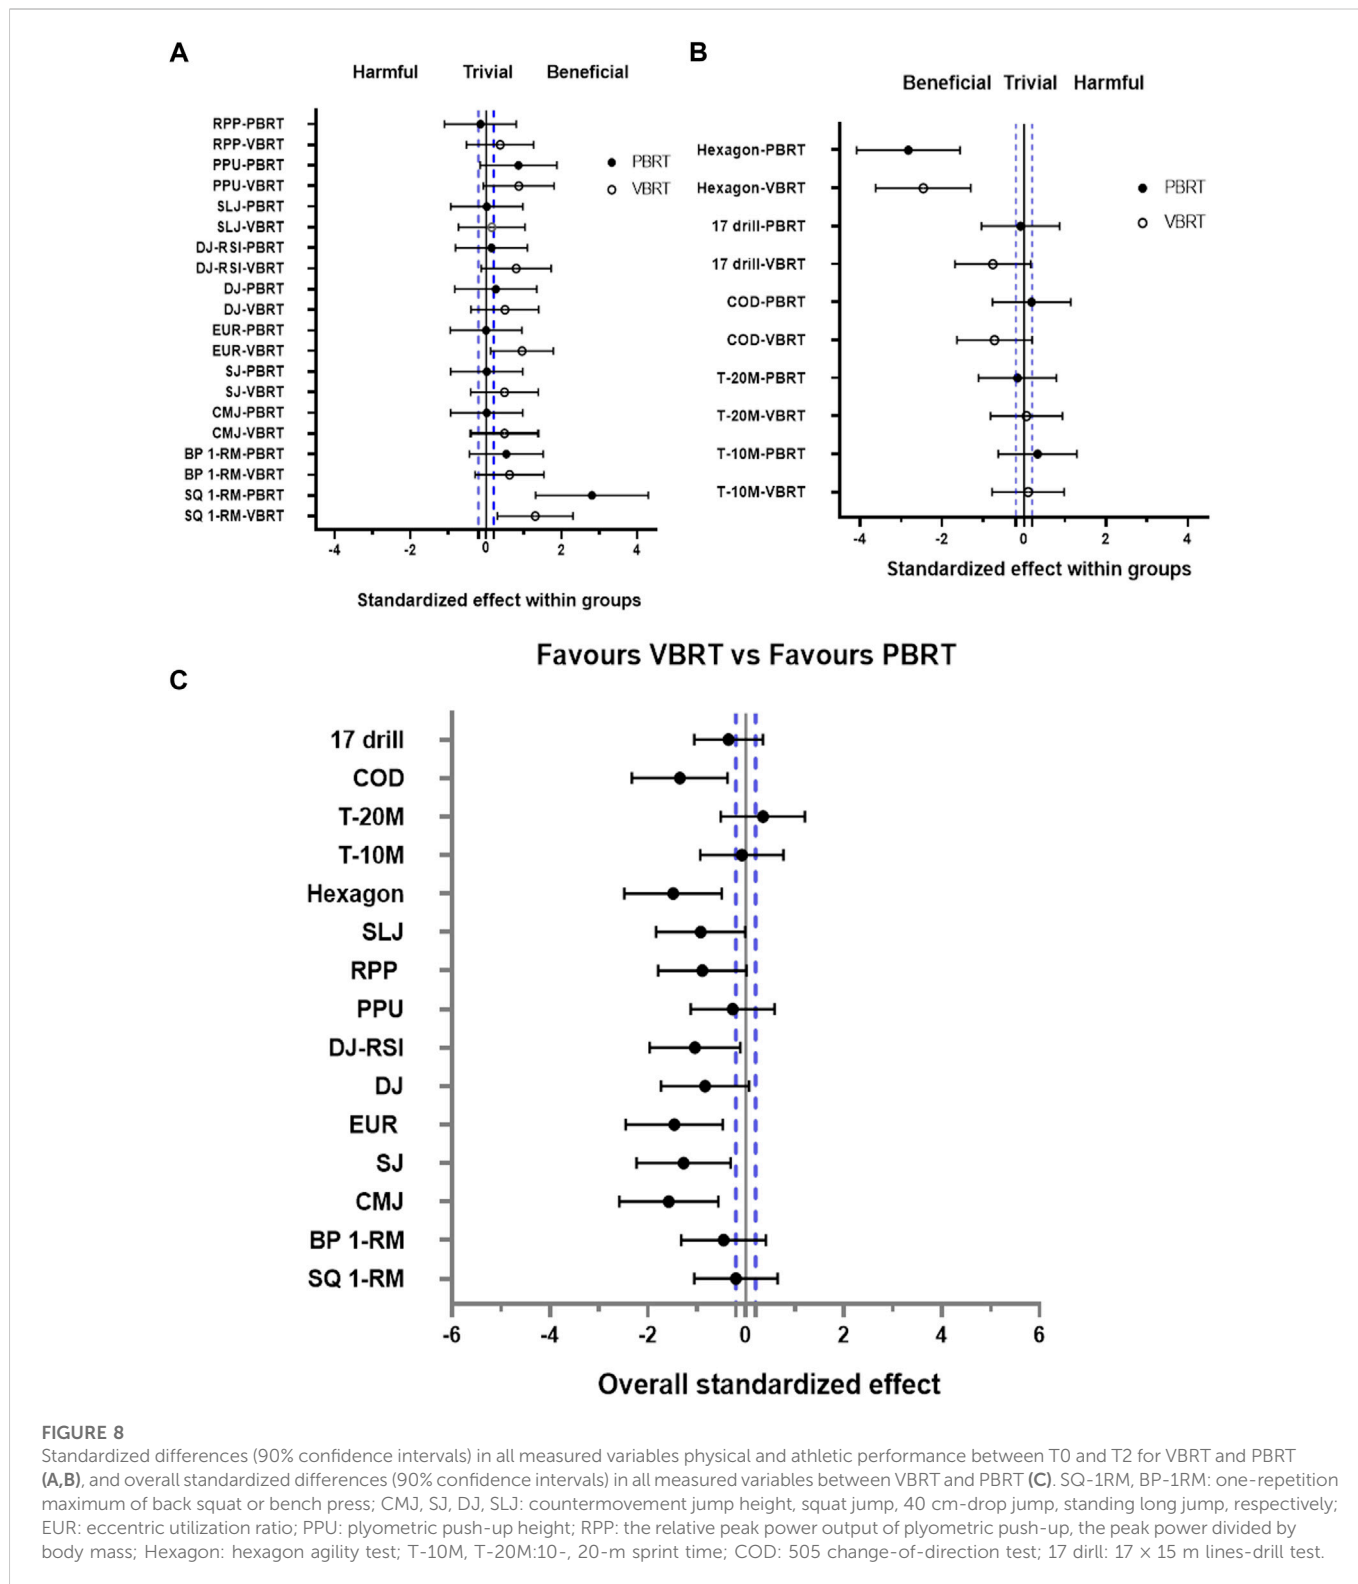 A
Harmful Trivial Beneficial
RPP-PBRT
RPP-VBRT
PPU-PBRT
PPU-VBRT
SLJ-PBRT
SLJ-VBRT
DJ-RSI-PBRT
DJ-RSI-VBRT
DJ-PBRT
DJ-VBRT
EUR-PBRT
EUR-VBRT
SJ-PBRT
SJ-VBRT
CMJ-PBRT
CMJ-VBRT
BP 1-RM-PBRT
BP 1-RM-VBRT
SQ 1-RM-PBRT
SQ 1-RM-VBRT
PBRT
VBRT
-4 -2 0 2 4
Standardized effect within groups
B
Beneficial Trivial Harmful
Hexagon-PBRT
Hexagon-VBRT
17 drill-PBRT
17 drill-VBRT
COD-PBRT
COD-VBRT
T-20M-PBRT
T-20M-VBRT
T-10M-PBRT
T-10M-VBRT
PBRT
VBRT
-4 -2 0 2 4
Standardized effect within groups
Favours VBRT vs Favours PBRT
C
17 drill
COD
T-20M
T-10M
Hexagon
SLJ
RPP
PPU
DJ-RSI
DJ
EUR
SJ
CMJ
BP 1-RM
SQ 1-RM
-6 -4 -2 0 2 4 6
Overall standardized effect
FIGURE 8
Standardized differences (90% confidence intervals) in all measured variables physical and athletic performance between T0 and T2 for VBRT and PBRT
(A,B), and overall standardized differences (90% confidence intervals) in all measured variables between VBRT and PBRT (C). SQ-1RM, BP-1RM: one-repetition
maximum of back squat or bench press; CMJ, SJ, DJ, SLJ: countermovement jump height, squat jump, 40 cm-drop jump, standing long jump, respectively;
EUR: eccentric utilization ratio; PPU: plyometric push-up height; RPP: the relative peak power output of plyometric push-up, the peak power divided by
body mass; Hexagon: hexagon agility test; T-10M, T-20M:10-, 20-m sprint time; COD: 505 change-of-direction test; 17 dirll: 17 × 15 m lines-drill test.